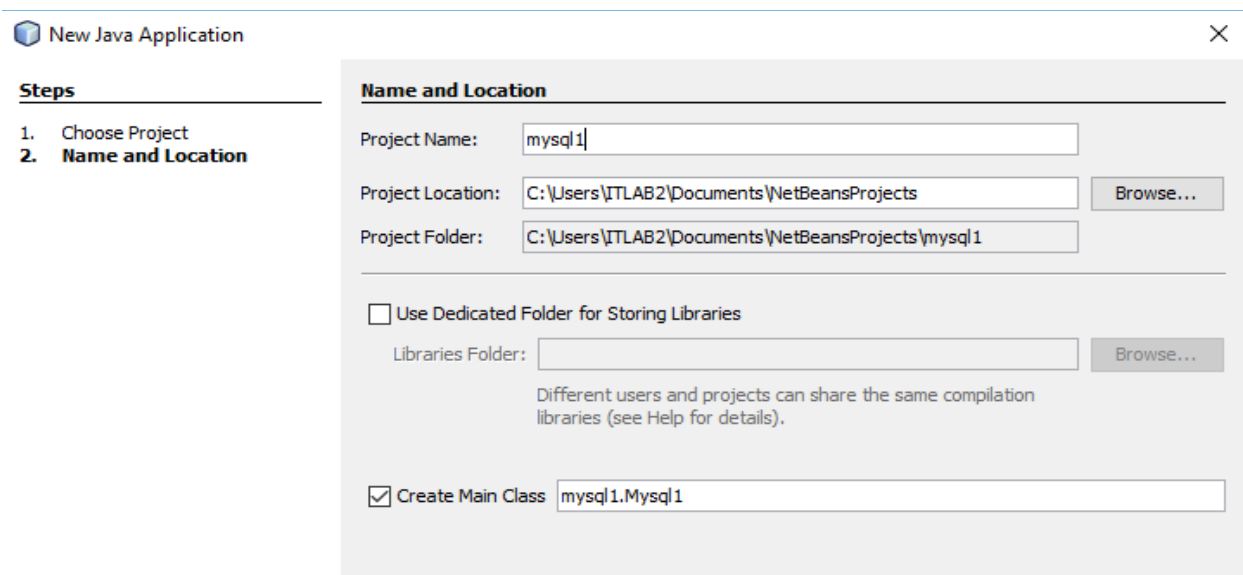 New Java Application
Steps
1. Choose Project
2. Name and Location
Name and Location
Project Name: mysql1
Project Location: C:\Users\ITLAB2\Documents\NetBeansProjects Browse...
Project Folder: C:\Users\ITLAB2\Documents\NetBeansProjects\mysql1
Use Dedicated Folder for Storing Libraries
Libraries Folder: Browse...
Different users and projects can share the same compilation
libraries (see Help for details).
Create Main Class mysql1.Mysql1